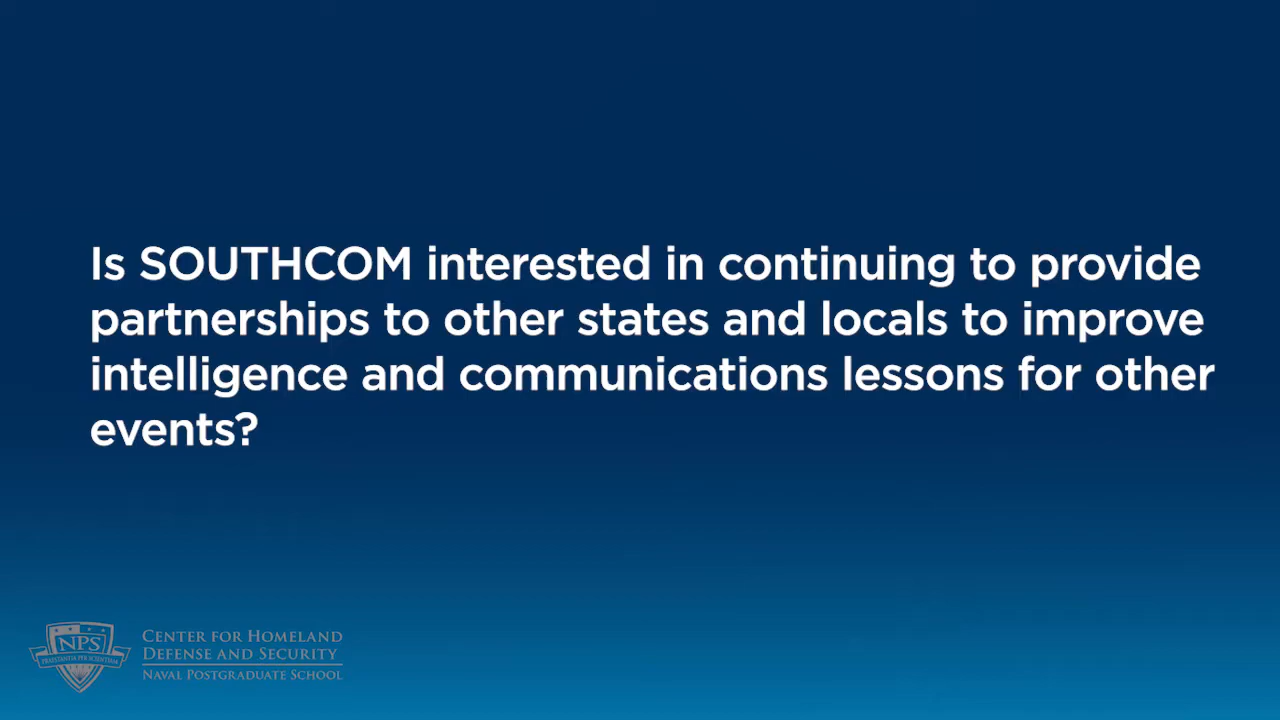 Is SOUTHCOM interested in continuing to provide
partnerships to other states and locals to improve
intelligence and communications lessons for other
events?
NPS
PRAESTANTIA PER SCIENTIAM
CENTER FOR HOMELAND
DEFENSE AND SECURITY
NAVAL POSTGRADUATE SCHOOL